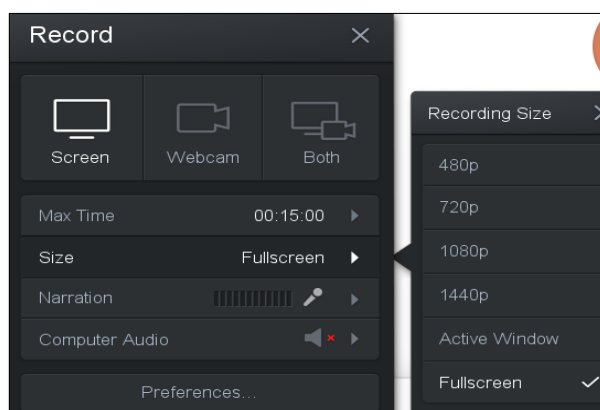 Record
Screen
Webcam
Both
Max Time 00:15:00
Size Fullscreen
Narration
Computer Audio
Preferences...
Recording Size
480p
720p
1080p
1440p
Active Window
Fullscreen